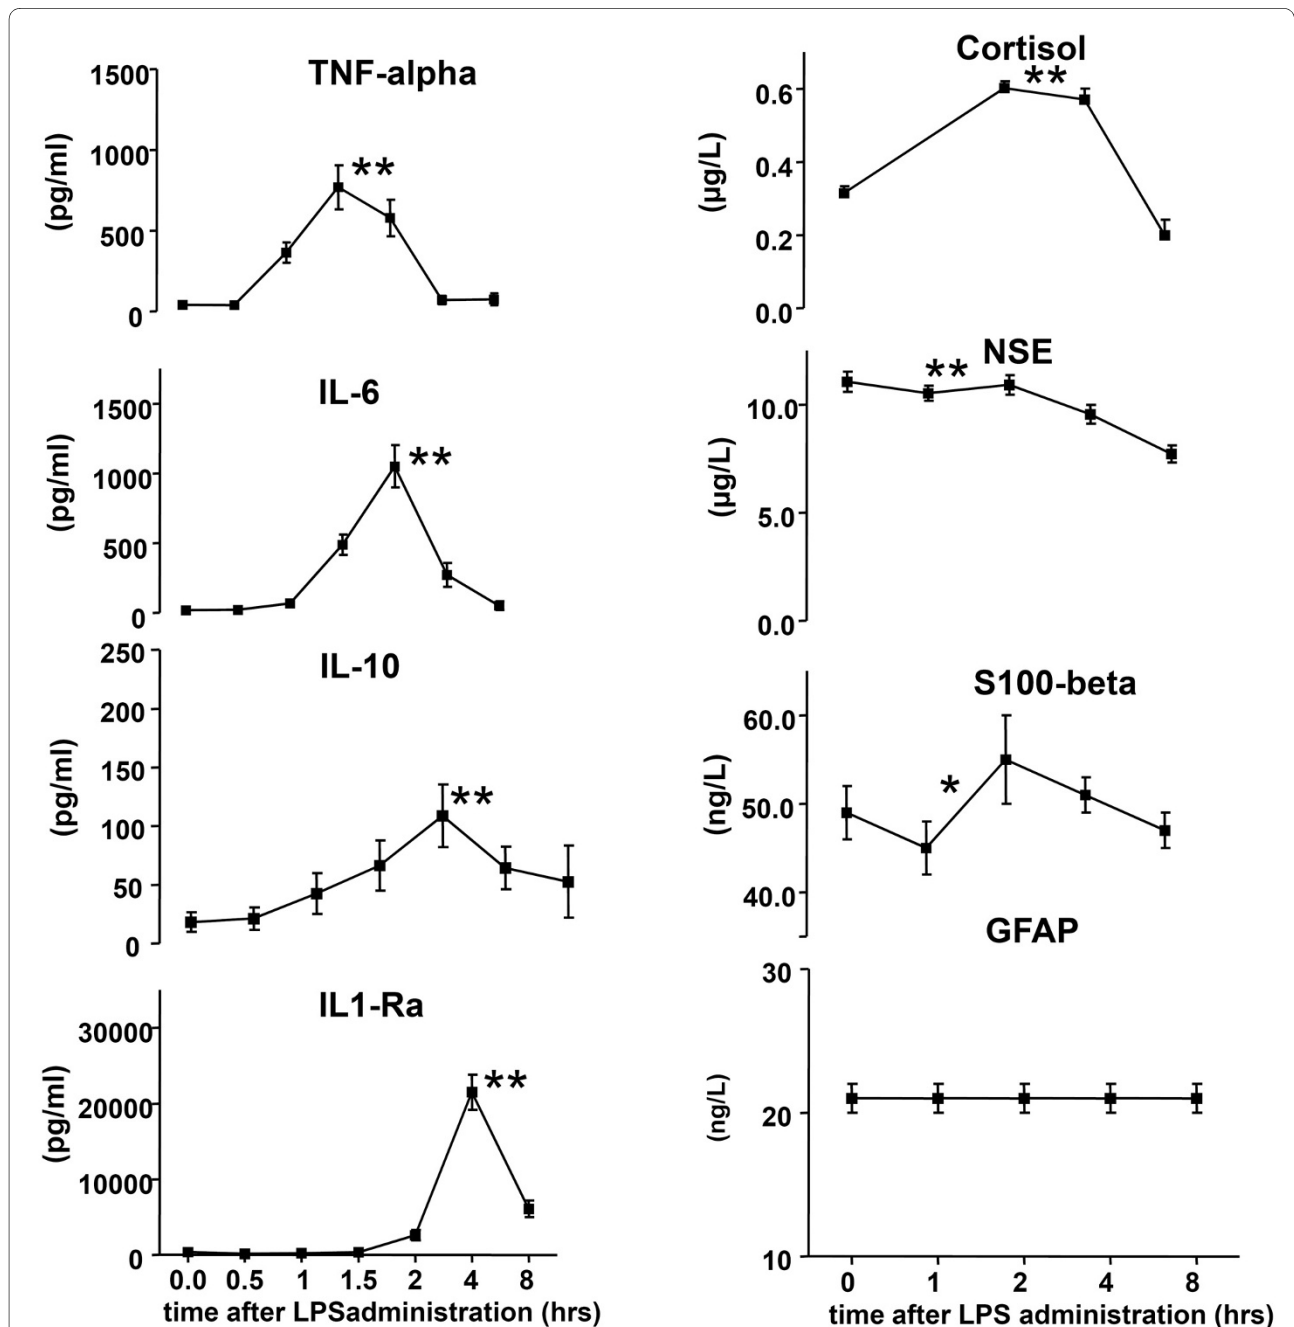 TNF-alpha
1500
1000
500
0
(pg/ml)
**
IL-6
1500
1000
500
0
(pg/ml)
**
IL-10
250
200
150
100
50
0
(pg/ml)
**
IL1-Ra
30000
20000
10000
0
(pg/ml)
**
0.0 0.5 1 1.5 2 4 8
time after LPSadministration (hrs)
Cortisol
0.6
0.4
0.2
0.0
(µg/L)
**
NSE
10.0
5.0
0.0
(µg/L)
**
S100-beta
60.0
50.0
40.0
(ng/L)
*
GFAP
30
20
10
(ng/L)
0 1 2 4 8
time after LPS administration (hrs)